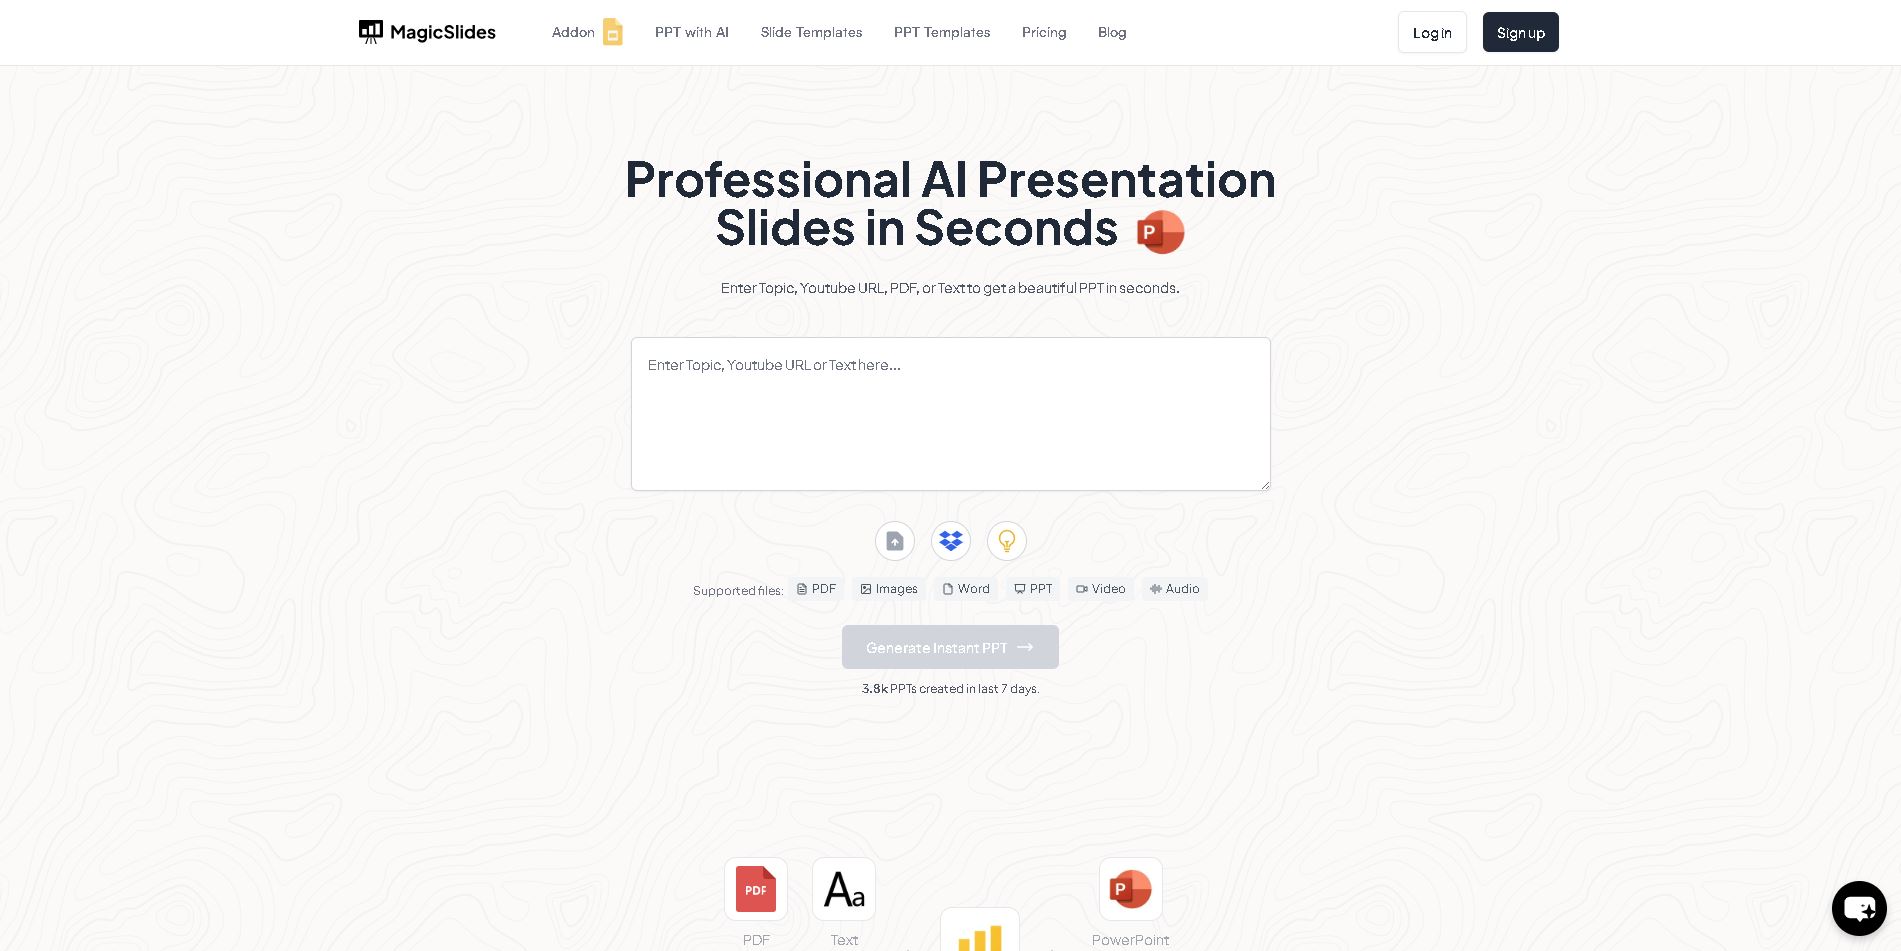 MagicSlides
Addon
PPT with AI
Slide Templates
PPT Templates
Pricing
Blog
Log in
Sign up
Professional AI Presentation
Slides in Seconds
P
Enter Topic, Youtube URL, PDF, or Text to get a beautiful PPT in seconds.
Enter Topic, Youtube URL or Text here...
Supported files: PDF Images Word PPT Video Audio
Generate Instant PPT →
3.8k PPTs created in last 7 days.
PDF
Aa
P
PDF
Text
PowerPoint